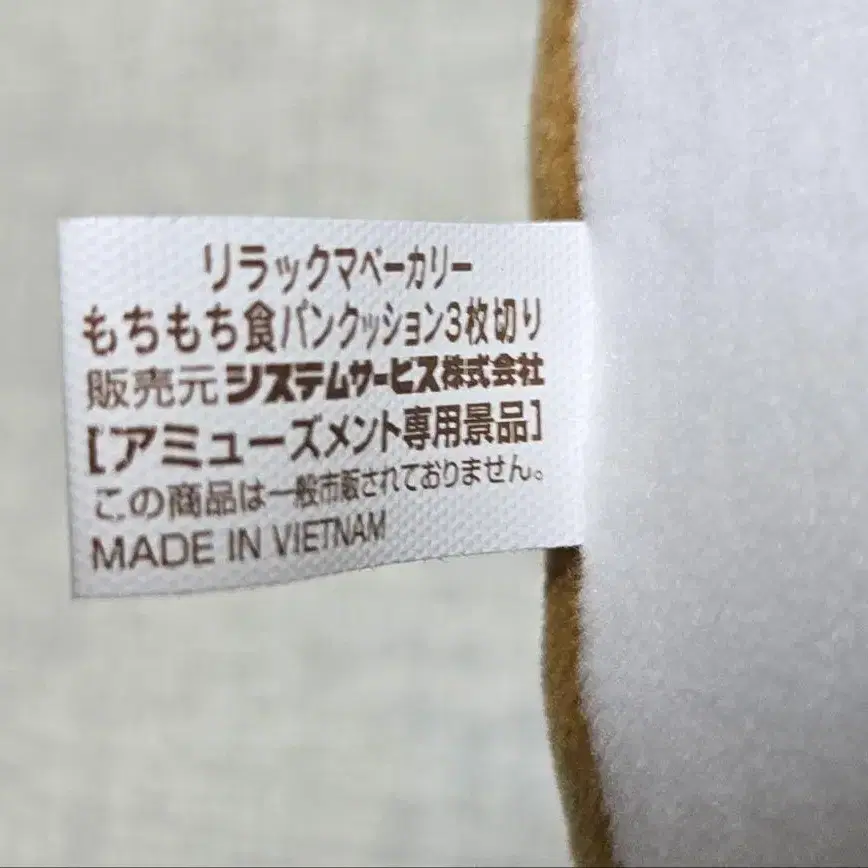 リラックマベーカリー
もちもち食パンクッション3枚切り
販売元 システムサービス株式会社
[アミューズメント専用景品]
この商品は一般市販されておりません。
MADE IN VIETNAM